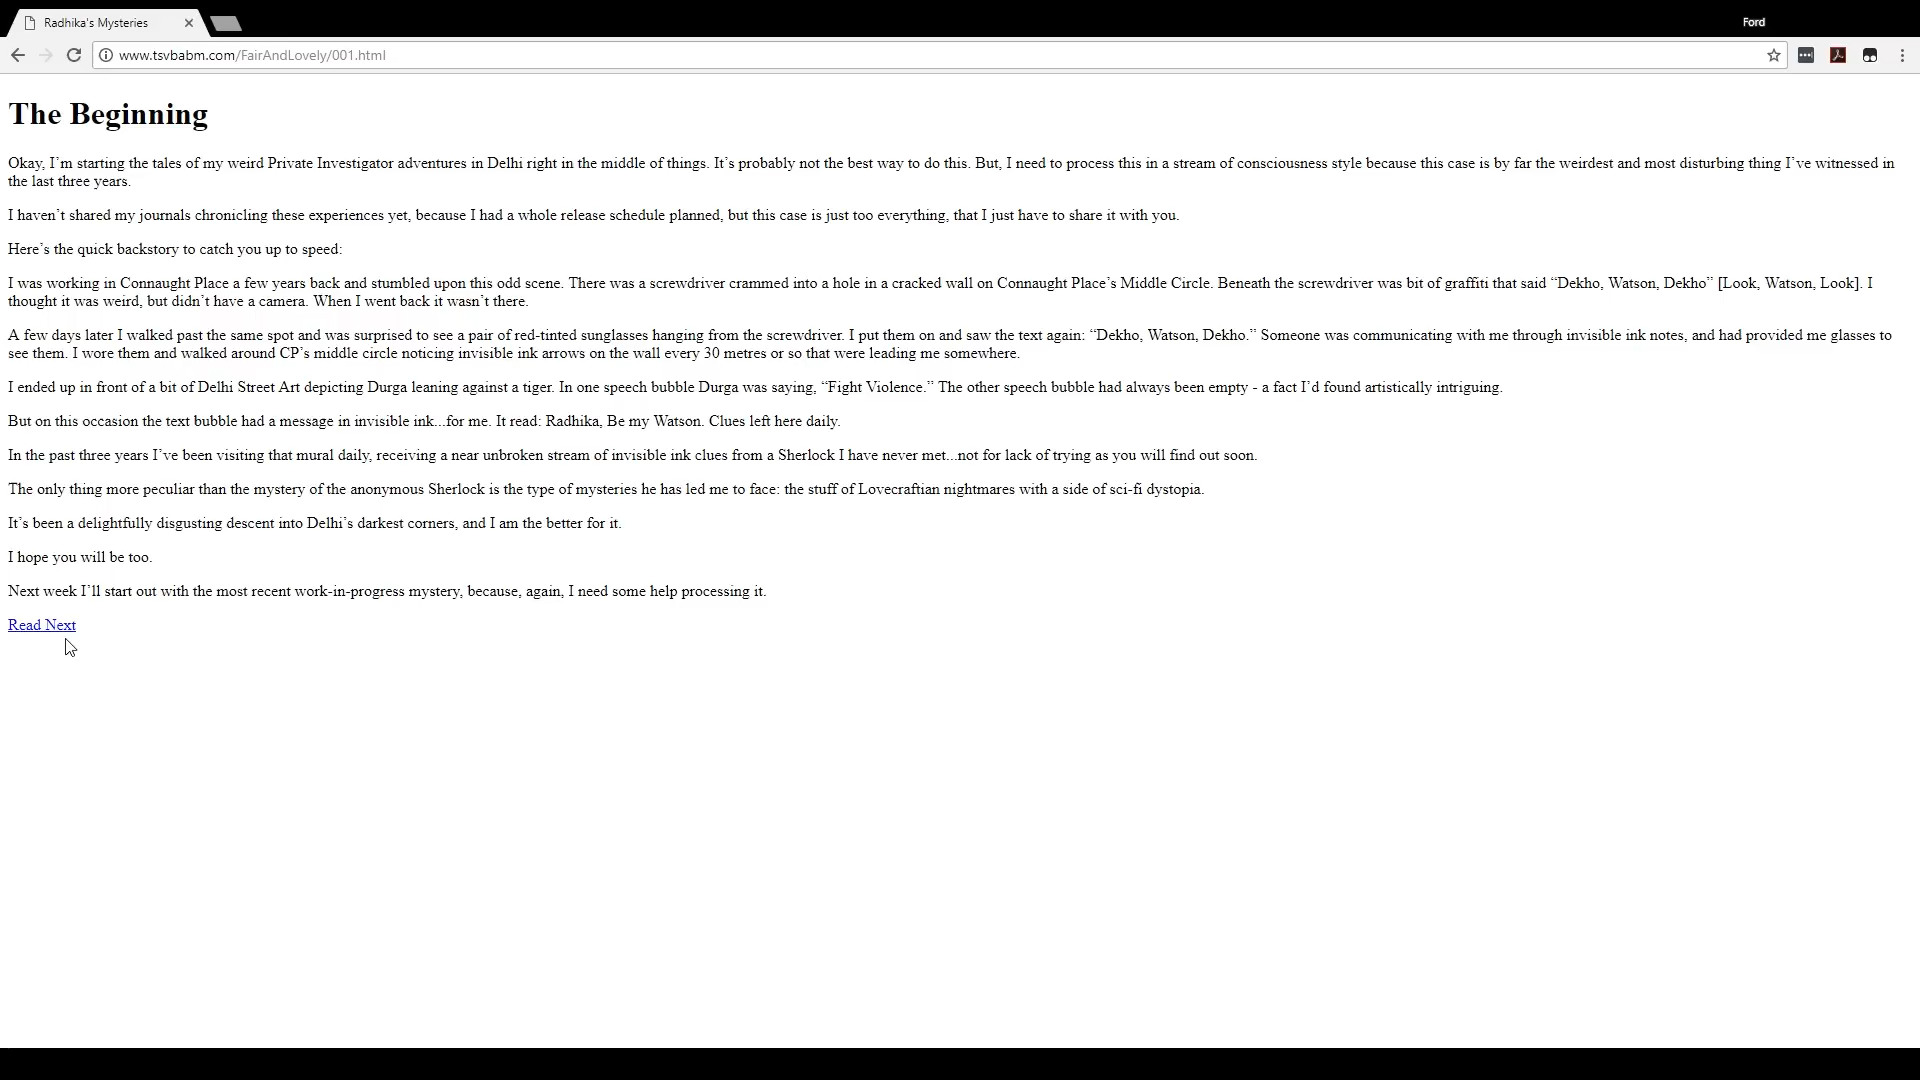 Radhika's Mysteries
Ford
www.tsvbabm.com/FairAndLovely/001.html
The Beginning
Okay, I’m starting the tales of my weird Private Investigator adventures in Delhi right in the middle of things. It’s probably not the best way to do this. But, I need to process this in a stream of consciousness style because this case is by far the weirdest and most disturbing thing I’ve witnessed in
the last three years.
I haven’t shared my journals chronicling these experiences yet, because I had a whole release schedule planned, but this case is just too everything, that I just have to share it with you.
Here’s the quick backstory to catch you up to speed:
I was working in Connaught Place a few years back and stumbled upon this odd scene. There was a screwdriver crammed into a hole in a cracked wall on Connaught Place’s Middle Circle. Beneath the screwdriver was bit of graffiti that said “Dekho, Watson, Dekho” [Look, Watson, Look]. I
thought it was weird, but didn’t have a camera. When I went back it wasn’t there.
A few days later I walked past the same spot and was surprised to see a pair of red-tinted sunglasses hanging from the screwdriver. I put them on and saw the text again: “Dekho, Watson, Dekho.” Someone was communicating with me through invisible ink notes, and had provided me glasses to
see them. I wore them and walked around CP’s middle circle noticing invisible ink arrows on the wall every 30 metres or so that were leading me somewhere.
I ended up in front of a bit of Delhi Street Art depicting Durga leaning against a tiger. In one speech bubble Durga was saying, “Fight Violence.” The other speech bubble had always been empty - a fact I’d found artistically intriguing.
But on this occasion the text bubble had a message in invisible ink...for me. It read: Radhika, Be my Watson. Clues left here daily.
In the past three years I’ve been visiting that mural daily, receiving a near unbroken stream of invisible ink clues from a Sherlock I have never met...not for lack of trying as you will find out soon.
The only thing more peculiar than the mystery of the anonymous Sherlock is the type of mysteries he has led me to face: the stuff of Lovecraftian nightmares with a side of sci-fi dystopia.
It’s been a delightfully disgusting descent into Delhi’s darkest corners, and I am the better for it.
I hope you will be too.
Next week I’ll start out with the most recent work-in-progress mystery, because, again, I need some help processing it.
Read Next